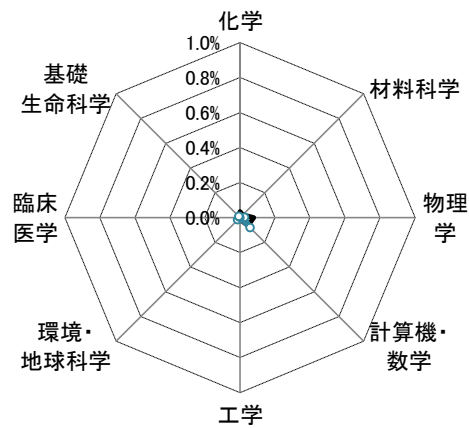 化学
1.0%
0.8%
0.6%
0.4%
0.2%
0.0%
材料科学
物理
学
計算機・
数学
工学
環境・
地球科学
臨床
医学
基礎
生命科学